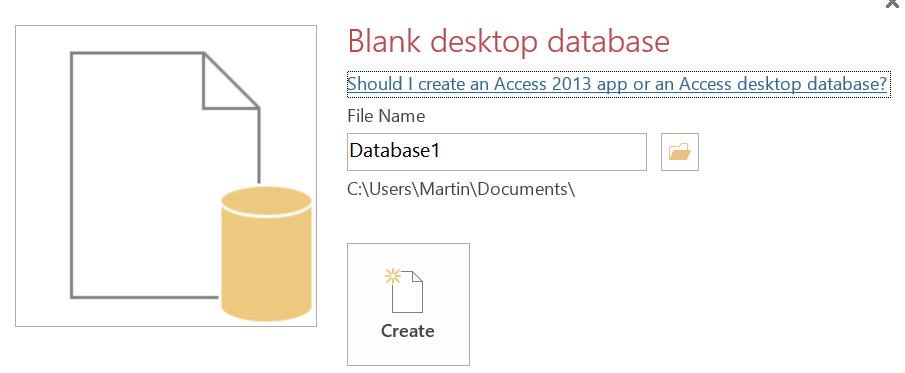 Blank desktop database
Should I create an Access 2013 app or an Access desktop database?
File Name
Database1
C:\Users\Martin\Documents\
Create